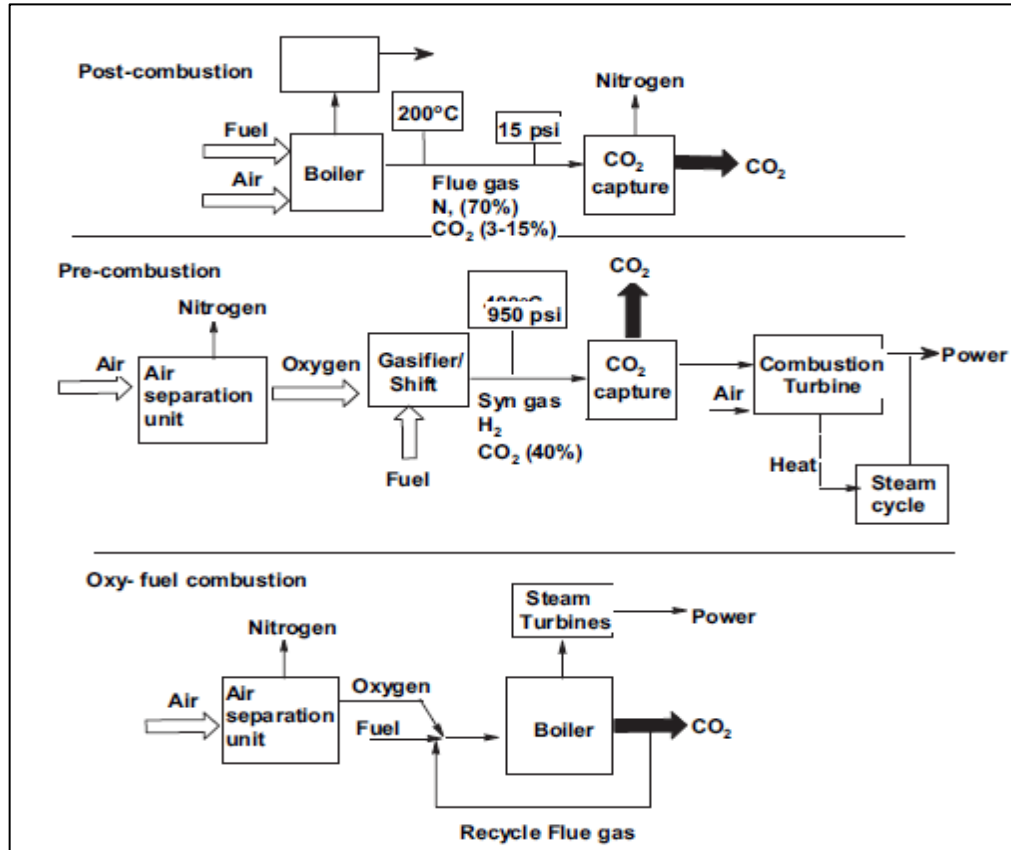 Post-combustion
Nitrogen
200°C
15 psi
Fuel
Boiler
CO₂
capture
CO₂
Air
Flue gas
N, (70%)
CO₂ (3-15%)
Pre-combustion
CO₂
Nitrogen
950 psi
Air
Air
separation
unit
Oxygen
Gasifier/
Shift
CO₂
capture
Combustion
Turbine
Power
Syn gas
H₂
CO₂ (40%)
Air
Fuel
Heat
Steam
cycle
Oxy- fuel combustion
Steam
Turbines
Power
Nitrogen
Air
Air
separation
unit
Oxygen
Fuel
Boiler
CO₂
Recycle Flue gas